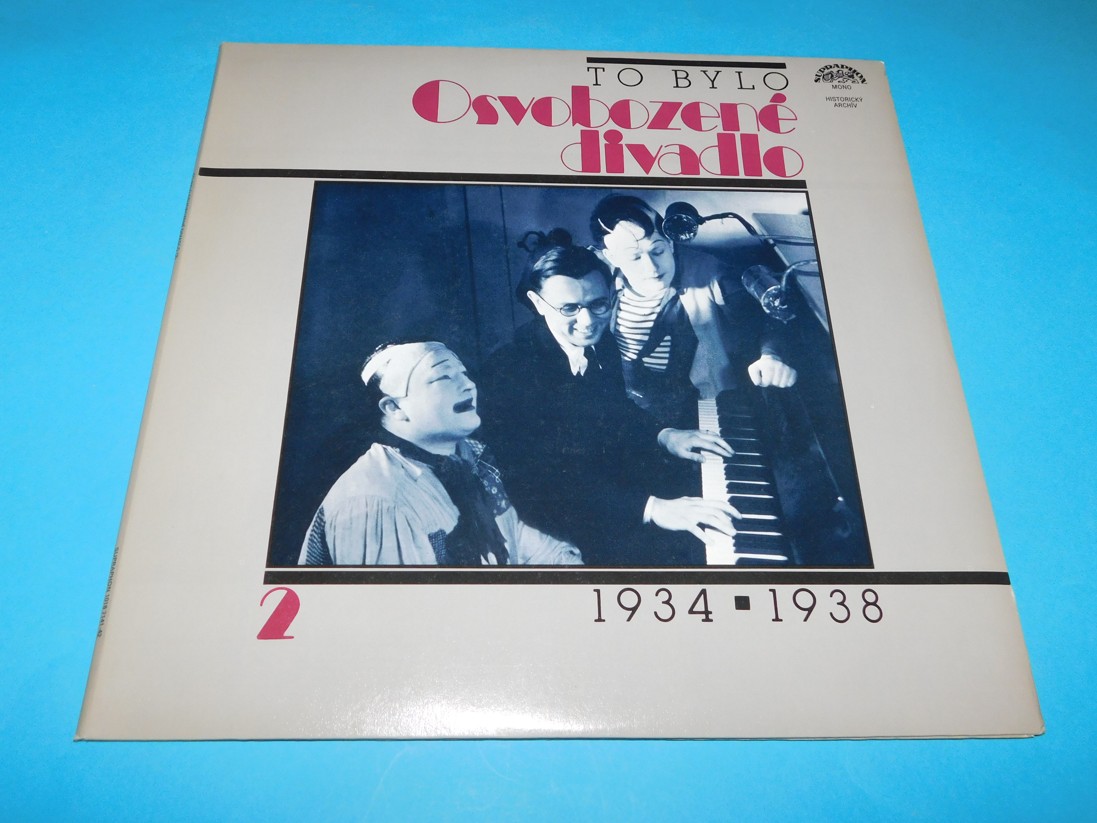 TO BYLO
Osvobozené
divadlo
SUPRAPHON
MONO
HISTORICKÝ
ARCHÍV
2
1934 ▪ 1938